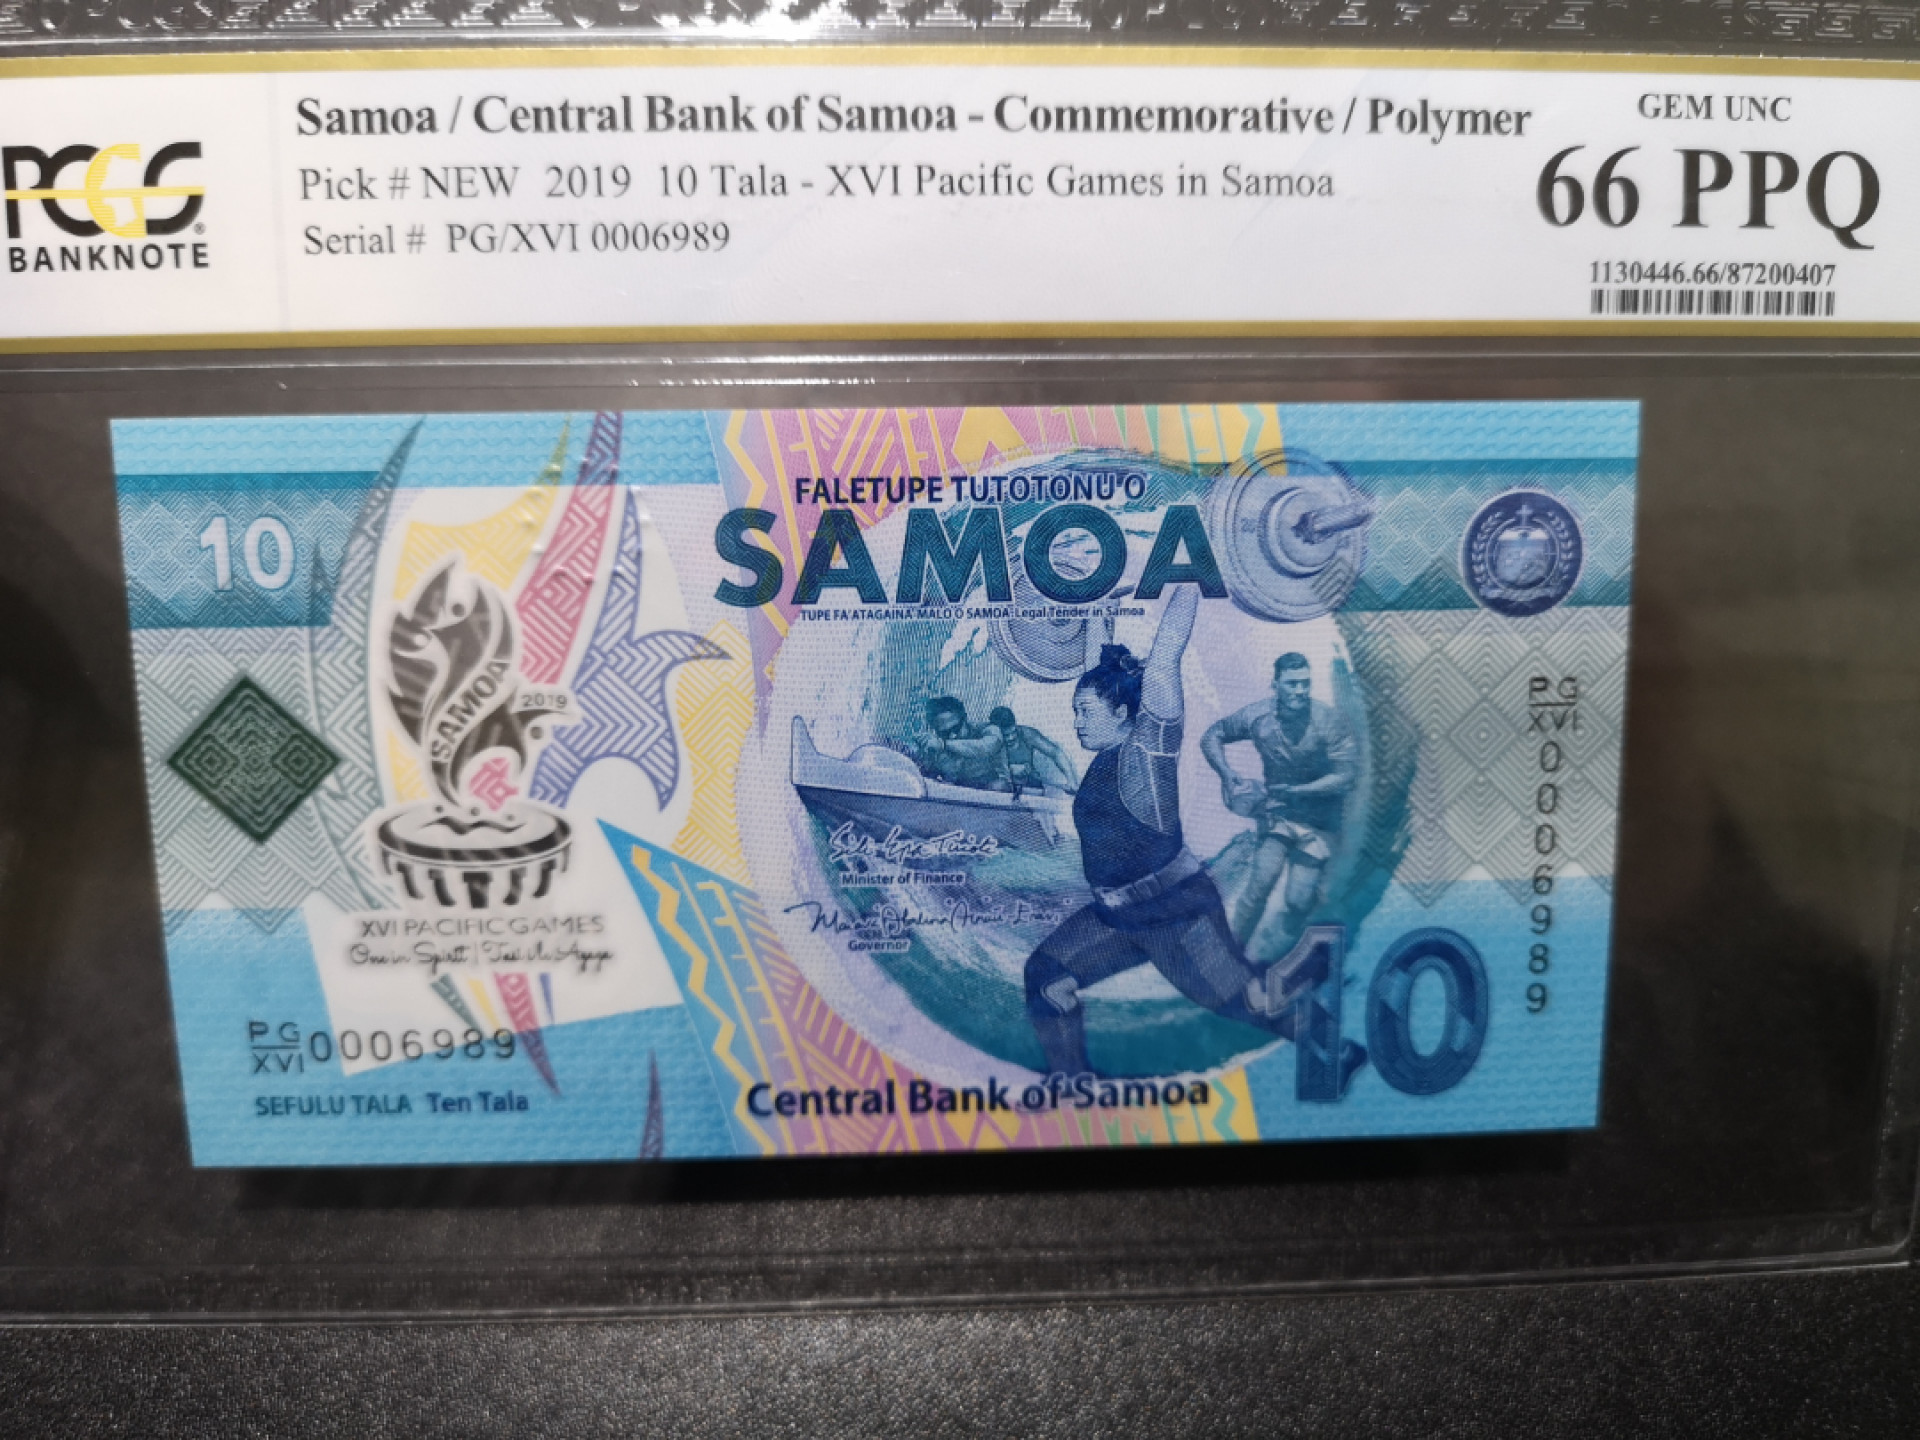 PCGS
BANKNOTE
Samoa / Central Bank of Samoa - Commemorative / Polymer
Pick # NEW 2019 10 Tala - XVI Pacific Games in Samoa
Serial # PG/XVI 0006989
GEM UNC
66 PPQ
1130446.66/87200407
10
FALETUPE TUTOTONU O
SAMOA
TUPE FA'ATAGAINA MALO O SAMOA Legal Tender in Samoa
SAMOA
2019
XVI PACIFIC GAMES
One in Spirit
Minister of Finance
Governor
PG
XVI 0006989
PG
XVI 0006989
SEFULU TALA Ten Tala
Central Bank of Samoa
10